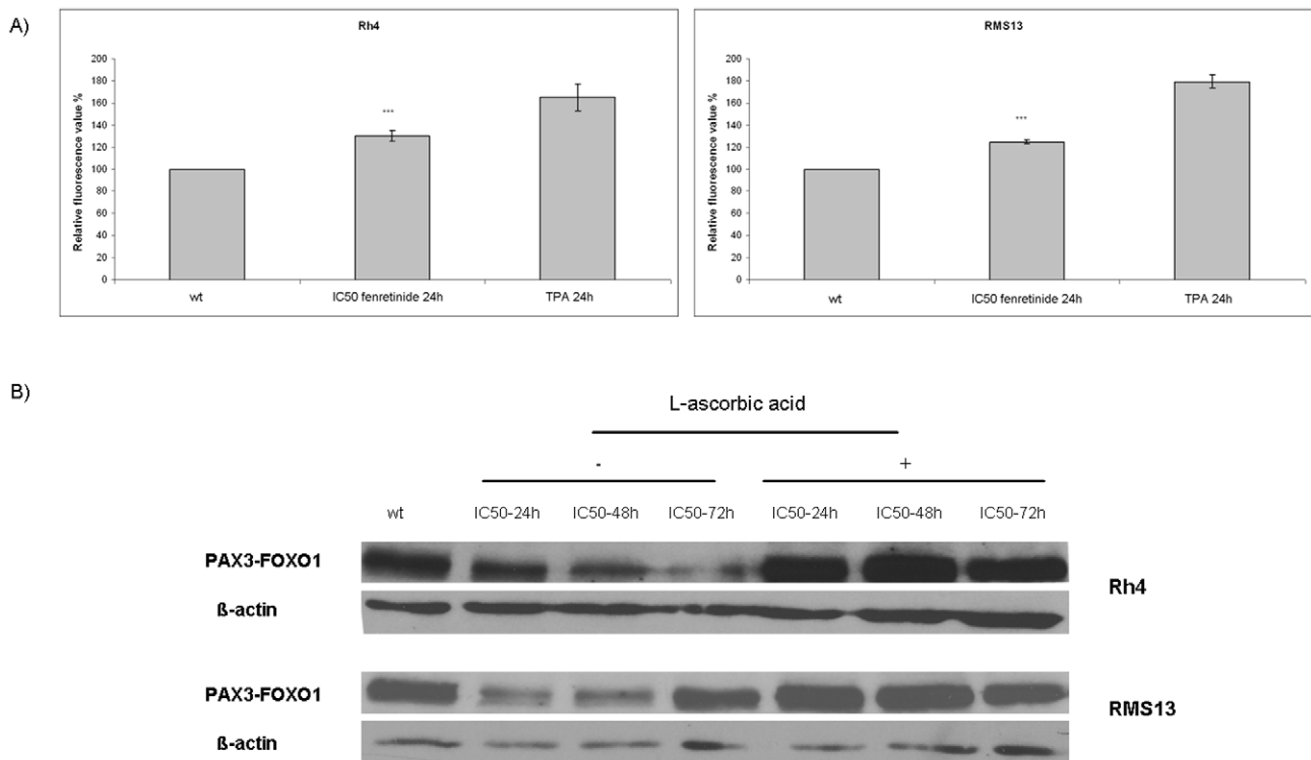 A)
Rh4
Relative fluorescence value %
200
180
160
140
120
100
80
60
40
20
0
***
wt
IC50 fenretinide 24h
TPA 24h
RMS13
Relative fluorescence value %
200
180
160
140
120
100
80
60
40
20
0
***
wt
IC50 fenretinide 24h
TPA 24h
B)
L-ascorbic acid
- +
wt IC50-24h IC50-48h IC50-72h IC50-24h IC50-48h IC50-72h
PAX3-FOXO1
Rh4
ß-actin
PAX3-FOXO1
RMS13
ß-actin